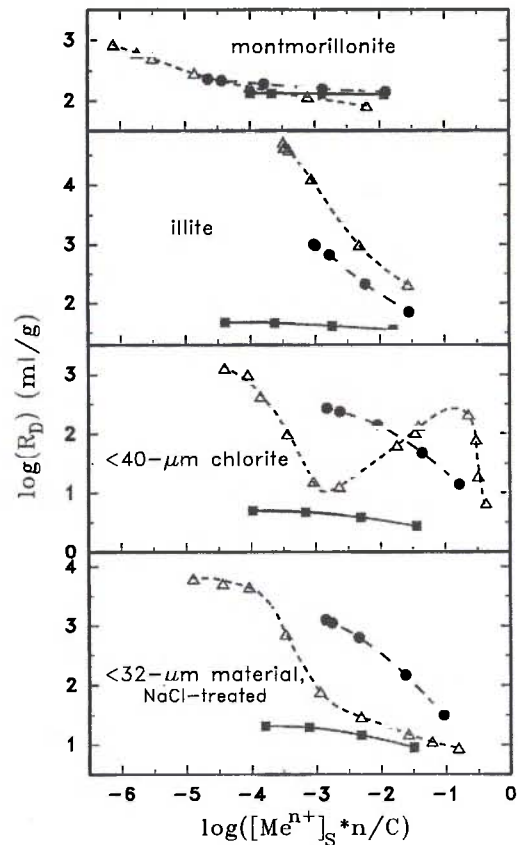 3
2
montmorillonite
4
3
2
illite
3
2
1
0
<40-μm chlorite
4
3
2
1
<32-μm material,
NaCl-treated
log(R_D) (ml/g)
-6 -5 -4 -3 -2 -1 0
log([Me^{n+}]_S*n/C)